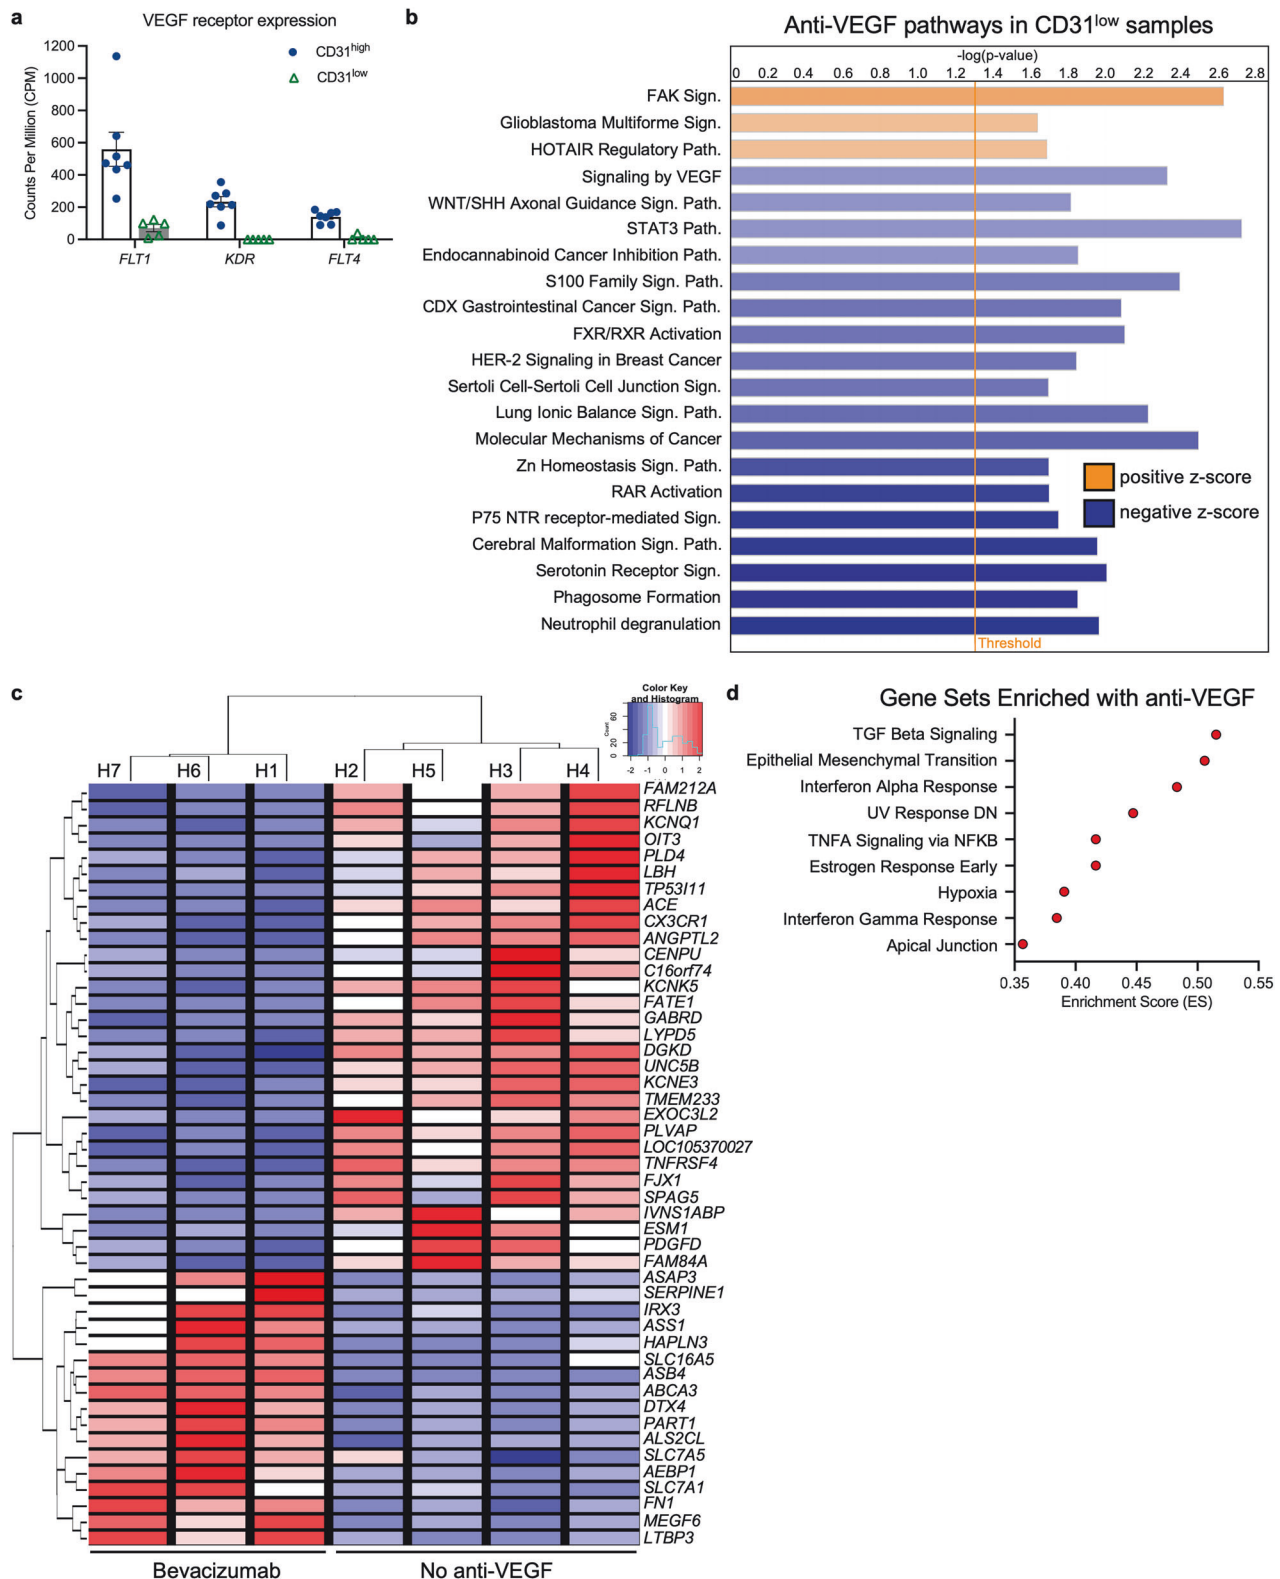 a
VEGF receptor expression
CD31high
CD31low
Counts Per Million (CPM)
1200
1000
800
600
400
200
0
FLT1
KDR
FLT4
b
Anti-VEGF pathways in CD31low samples
-log(p-value)
0 0.2 0.4 0.6 0.8 1.0 1.2 1.4 1.6 1.8 2.0 2.2 2.4 2.6 2.8
FAK Sign.
Glioblastoma Multiforme Sign.
HOTAIR Regulatory Path.
Signaling by VEGF
WNT/SHH Axonal Guidance Sign. Path.
STAT3 Path.
Endocannabinoid Cancer Inhibition Path.
S100 Family Sign. Path.
CDX Gastrointestinal Cancer Sign. Path.
FXR/RXR Activation
HER-2 Signaling in Breast Cancer
Sertoli Cell-Sertoli Cell Junction Sign.
Lung Ionic Balance Sign. Path.
Molecular Mechanisms of Cancer
Zn Homeostasis Sign. Path.
RAR Activation
P75 NTR receptor-mediated Sign.
Cerebral Malformation Sign. Path.
Serotonin Receptor Sign.
Phagosome Formation
Neutrophil degranulation
positive z-score
negative z-score
Threshold
c
Color Key
and Histogram
Count
0 20 60
-2 -1 0 1 2
H7 H6 H1 H2 H5 H3 H4
FAM212A
RFLNB
KCNQ1
OIT3
PLD4
LBH
TP53I11
ACE
CX3CR1
ANGPTL2
CENPU
C16orf74
KCNK5
FATE1
GABRD
LYPD5
DGKD
UNC5B
KCNE3
TMEM233
EXOC3L2
PLVAP
LOC105370027
TNFRSF4
FJX1
SPAG5
IVNS1ABP
ESM1
PDGFD
FAM84A
ASAP3
SERPINE1
IRX3
ASS1
HAPLN3
SLC16A5
ASB4
ABCA3
DTX4
PART1
ALS2CL
SLC7A5
AEBP1
SLC7A1
FN1
MEGF6
LTBP3
Bevacizumab
No anti-VEGF
d
Gene Sets Enriched with anti-VEGF
TGF Beta Signaling
Epithelial Mesenchymal Transition
Interferon Alpha Response
UV Response DN
TNFA Signaling via NFKB
Estrogen Response Early
Hypoxia
Interferon Gamma Response
Apical Junction
0.35 0.40 0.45 0.50 0.55
Enrichment Score (ES)